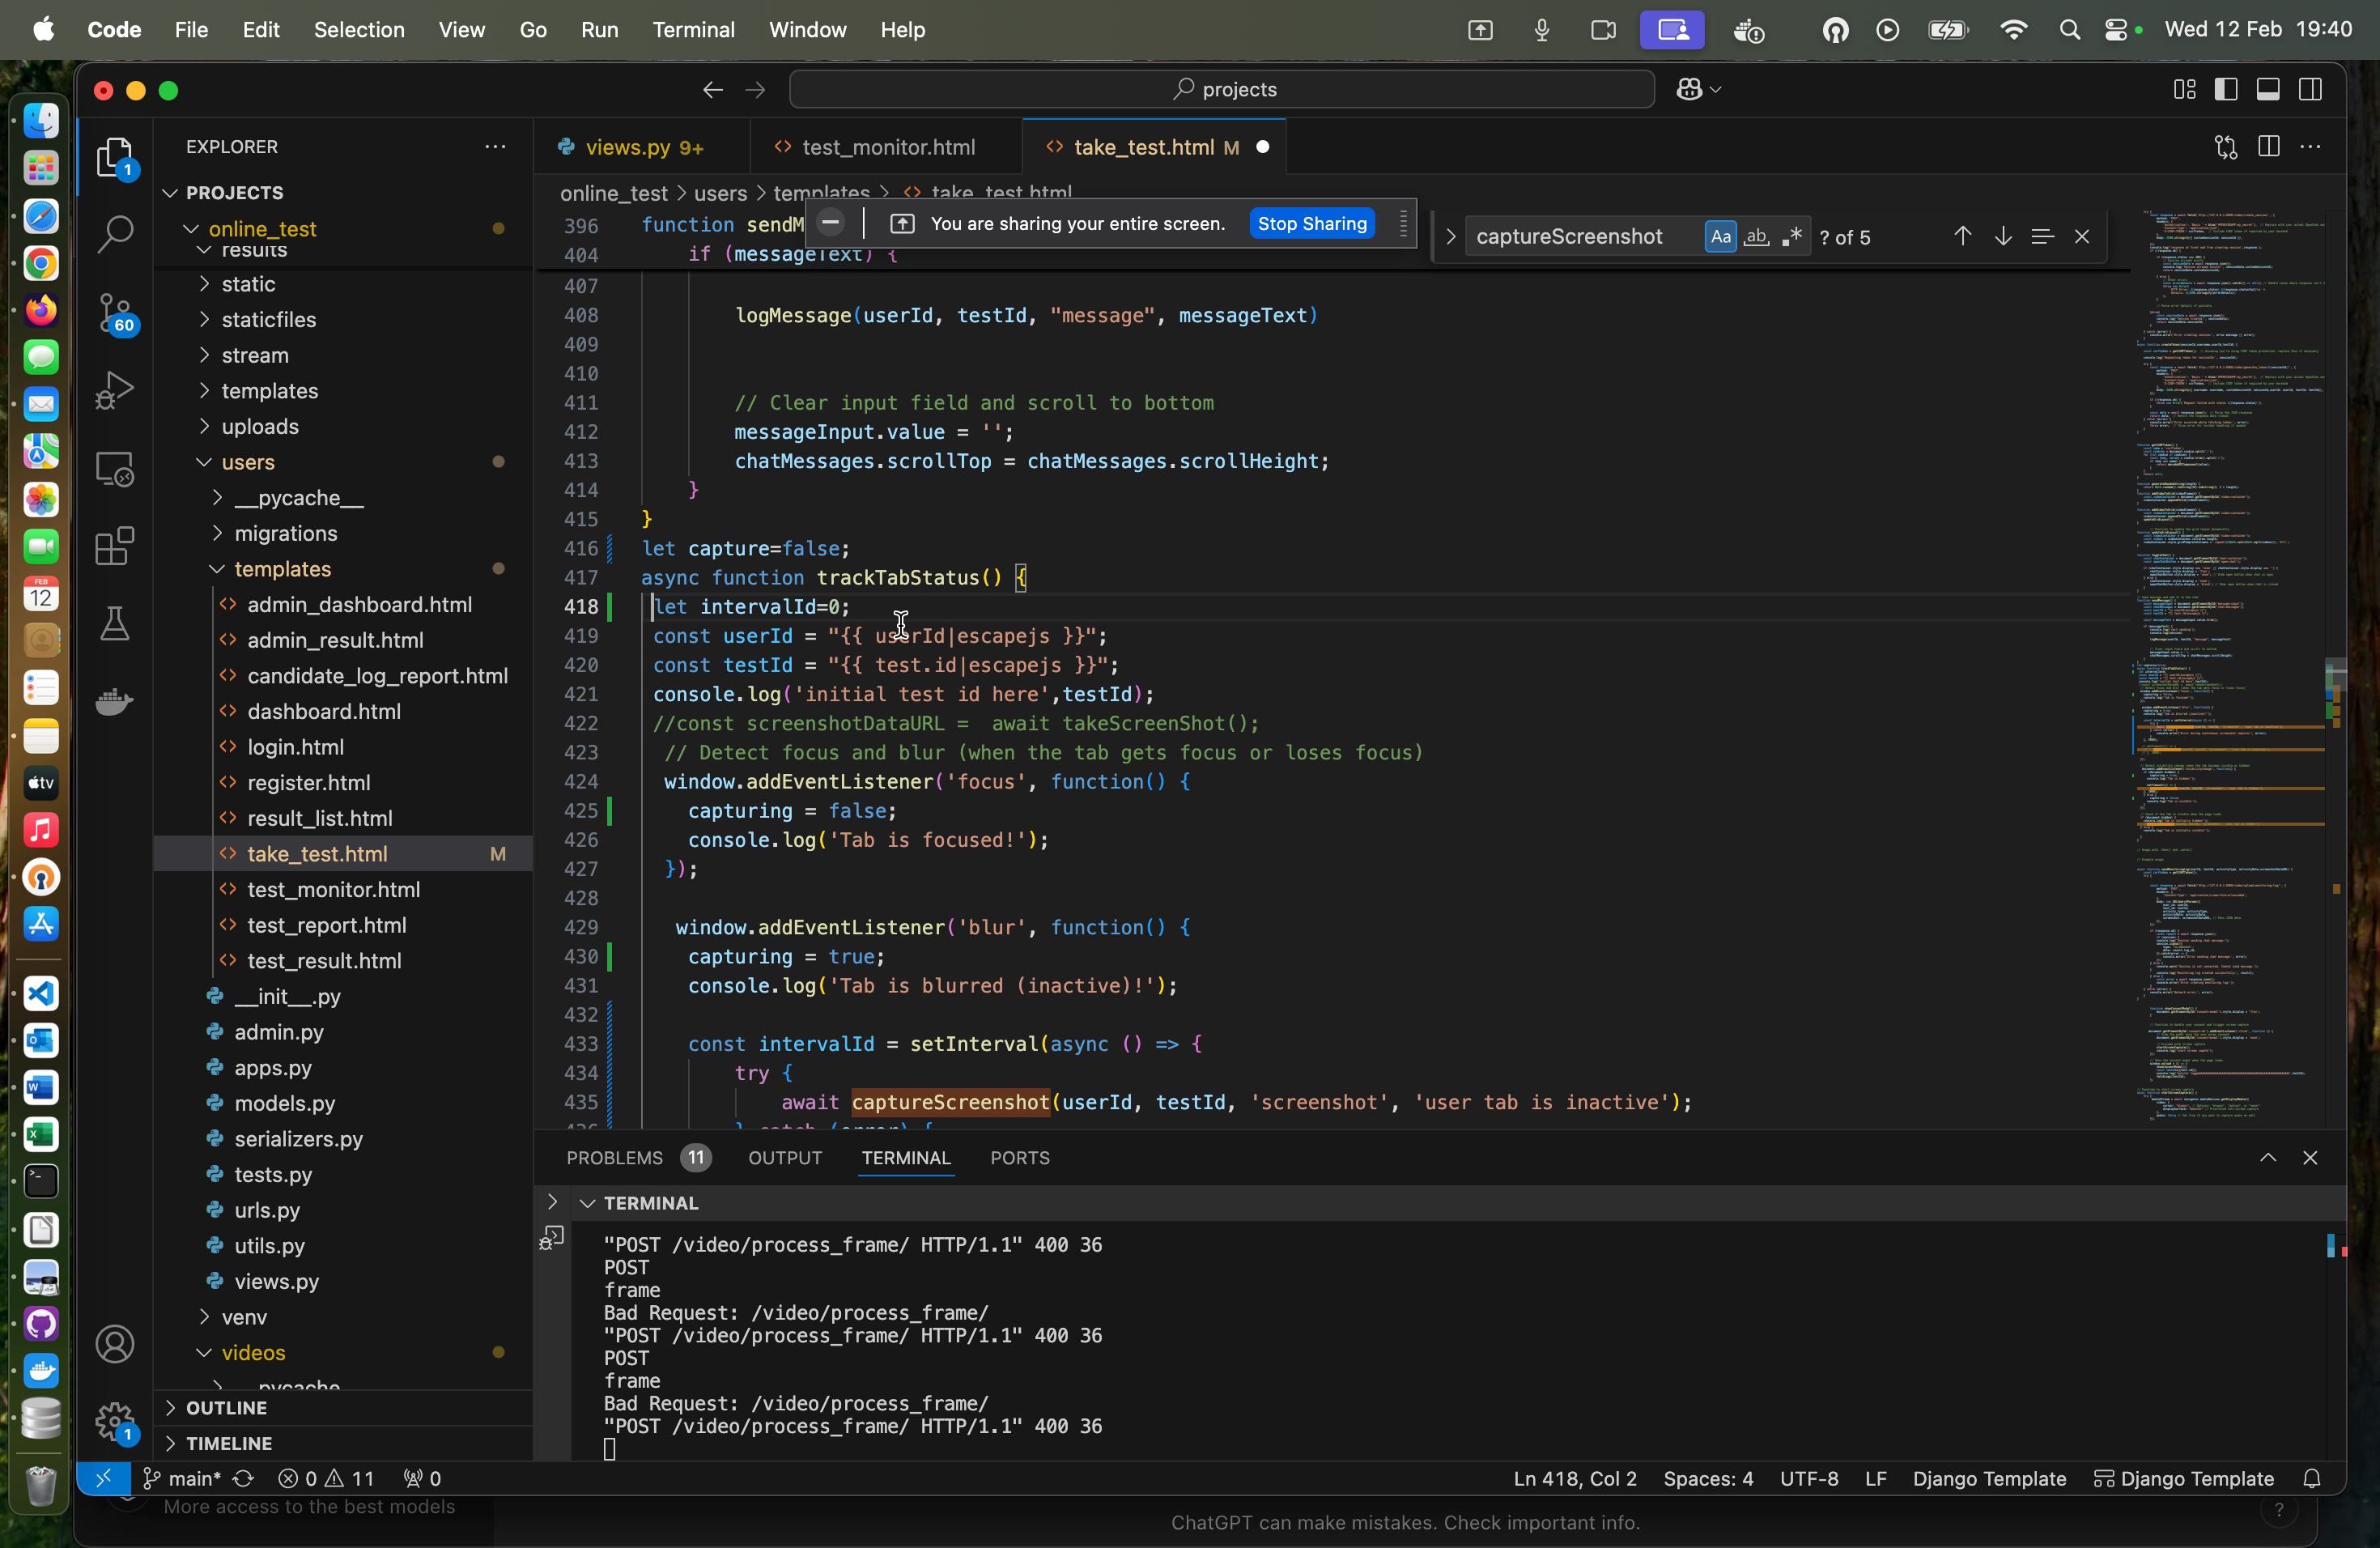 Code File Edit Selection View Go Run Terminal Window Help Wed 12 Feb 19:40
projects
EXPLORER
PROJECTS
online_test
results
static
staticfiles
stream
templates
uploads
users
__pycache__
migrations
templates
admin_dashboard.html
admin_result.html
candidate_log_report.html
dashboard.html
login.html
register.html
result_list.html
take_test.html M
test_monitor.html
test_report.html
test_result.html
__init__.py
admin.py
apps.py
models.py
serializers.py
tests.py
urls.py
utils.py
views.py
venv
videos
pycache
OUTLINE
TIMELINE
1
60
1
FEB
12
tv
views.py 9+ test_monitor.html take_test.html M
online_test > users > templates > take_test.html
You are sharing your entire screen. Stop Sharing
captureScreenshot Aa ab .* ? of 5
396 function sendM
404 if (messageText) {
407
408 logMessage(userId, testId, "message", messageText)
409
410
411 // Clear input field and scroll to bottom
412 messageInput.value = '';
413 chatMessages.scrollTop = chatMessages.scrollHeight;
414 }
415 }
416 let capture=false;
417 async function trackTabStatus() {
418 let intervalId=0;
419 const userId = "{{ userId|escapejs }}";
420 const testId = "{{ test.id|escapejs }}";
421 console.log('initial test id here',testId);
422 //const screenshotDataURL =  await takeScreenShot();
423 // Detect focus and blur (when the tab gets focus or loses focus)
424 window.addEventListener('focus', function() {
425 capturing = false;
426 console.log('Tab is focused!');
427 });
428
429 window.addEventListener('blur', function() {
430 capturing = true;
431 console.log('Tab is blurred (inactive)!');
432
433 const intervalId = setInterval(async () => {
434 try {
435 await captureScreenshot(userId, testId, 'screenshot', 'user tab is inactive');
436 } catch (error) {
PROBLEMS 11 OUTPUT TERMINAL PORTS
TERMINAL
"POST /video/process_frame/ HTTP/1.1" 400 36
POST
frame
Bad Request: /video/process_frame/
"POST /video/process_frame/ HTTP/1.1" 400 36
POST
frame
Bad Request: /video/process_frame/
"POST /video/process_frame/ HTTP/1.1" 400 36
main* 0 11 0 Ln 418, Col 2 Spaces: 4 UTF-8 LF Django Template Django Template
More access to the best models
ChatGPT can make mistakes. Check important info.
?